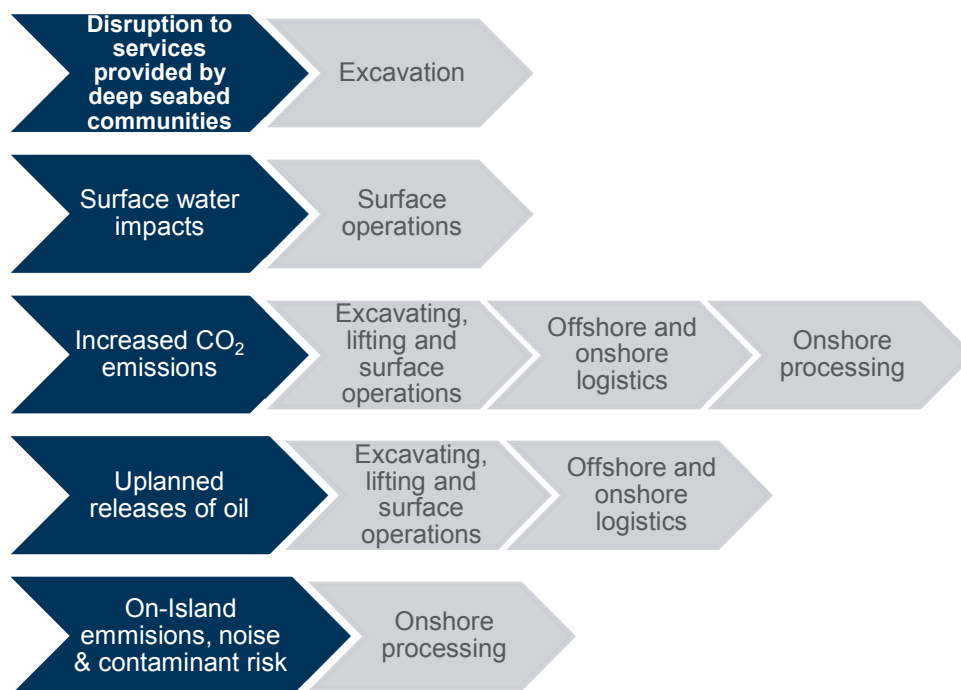 Disruption to
services
provided by
deep seabed
communities
Excavation
Surface water
impacts
Surface
operations
Increased CO₂
emissions
Excavating,
lifting and
surface
operations
Offshore and
onshore
logistics
Onshore
processing
Uplanned
releases of oil
Excavating,
lifting and
surface
operations
Offshore and
onshore
logistics
On-Island
emmisions, noise
& contaminant risk
Onshore
processing